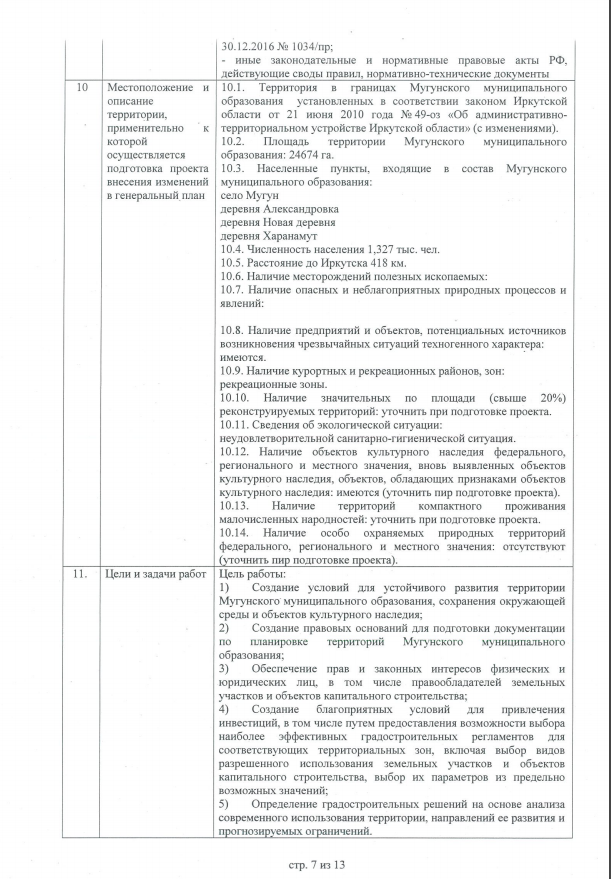 30.12.2016 № 1034/пр;
- иные законодательные и нормативные правовые акты РФ,
действующие своды правил, нормативно-технические документы
10
Местоположение и
описание
территории,
применительно к
которой
осуществляется
подготовка проекта
внесения изменений
в генеральный план
10.1. Территория в границах Мугунского муниципального
образования установленных в соответствии законом Иркутской
области от 21 июня 2010 года №49-оз «Об административно-
территориальном устройстве Иркутской области» (с изменениями).
10.2. Площадь территории Мугунского муниципального
образования: 24674 га.
10.3. Населенные пункты, входящие в состав Мугунского
муниципального образования:
село Мугун
деревня Александровка
деревня Новая деревня
деревня Харанамут
10.4. Численность населения 1,327 тыс. чел.
10.5. Расстояние до Иркутска 418 км.
10.6. Наличие месторождений полезных ископаемых:
10.7. Наличие опасных и неблагоприятных природных процессов и
явлений:
10.8. Наличие предприятий и объектов, потенциальных источников
возникновения чрезвычайных ситуаций техногенного характера:
имеются.
10.9. Наличие курортных и рекреационных районов, зон:
рекреационные зоны.
10.10. Наличие значительных по площади (свыше 20%)
реконструируемых территорий: уточнить при подготовке проекта.
10.11. Сведения об экологической ситуации:
неудовлетворительной санитарно-гигиенической ситуация.
10.12. Наличие объектов культурного наследия федерального,
регионального и местного значения, вновь выявленных объектов
культурного наследия, объектов, обладающих признаками объектов
культурного наследия: имеются (уточнить пир подготовке проекта).
10.13. Наличие территорий компактного проживания
малочисленных народностей: уточнить при подготовке проекта.
10.14. Наличие особо охраняемых природных территорий
федерального, регионального и местного значения: отсутствуют
(уточнить пир подготовке проекта).
11.
Цели и задачи работ
Цель работы:
1) Создание условий для устойчивого развития территории
Мугунского муниципального образования, сохранения окружающей
среды и объектов культурного наследия;
2) Создание правовых оснований для подготовки документации
по планировке территорий Мугунского муниципального
образования;
3) Обеспечение прав и законных интересов физических и
юридических лиц, в том числе правообладателей земельных
участков и объектов капитального строительства;
4) Создание благоприятных условий для привлечения
инвестиций, в том числе путем предоставления возможности выбора
наиболее эффективных градостроительных регламентов для
соответствующих территориальных зон, включая выбор видов
разрешенного использования земельных участков и объектов
капитального строительства, выбор их параметров из предельно
возможных значений;
5) Определение градостроительных решений на основе анализа
современного использования территории, направлений ее развития и
прогнозируемых ограничений.
стр. 7 из 13